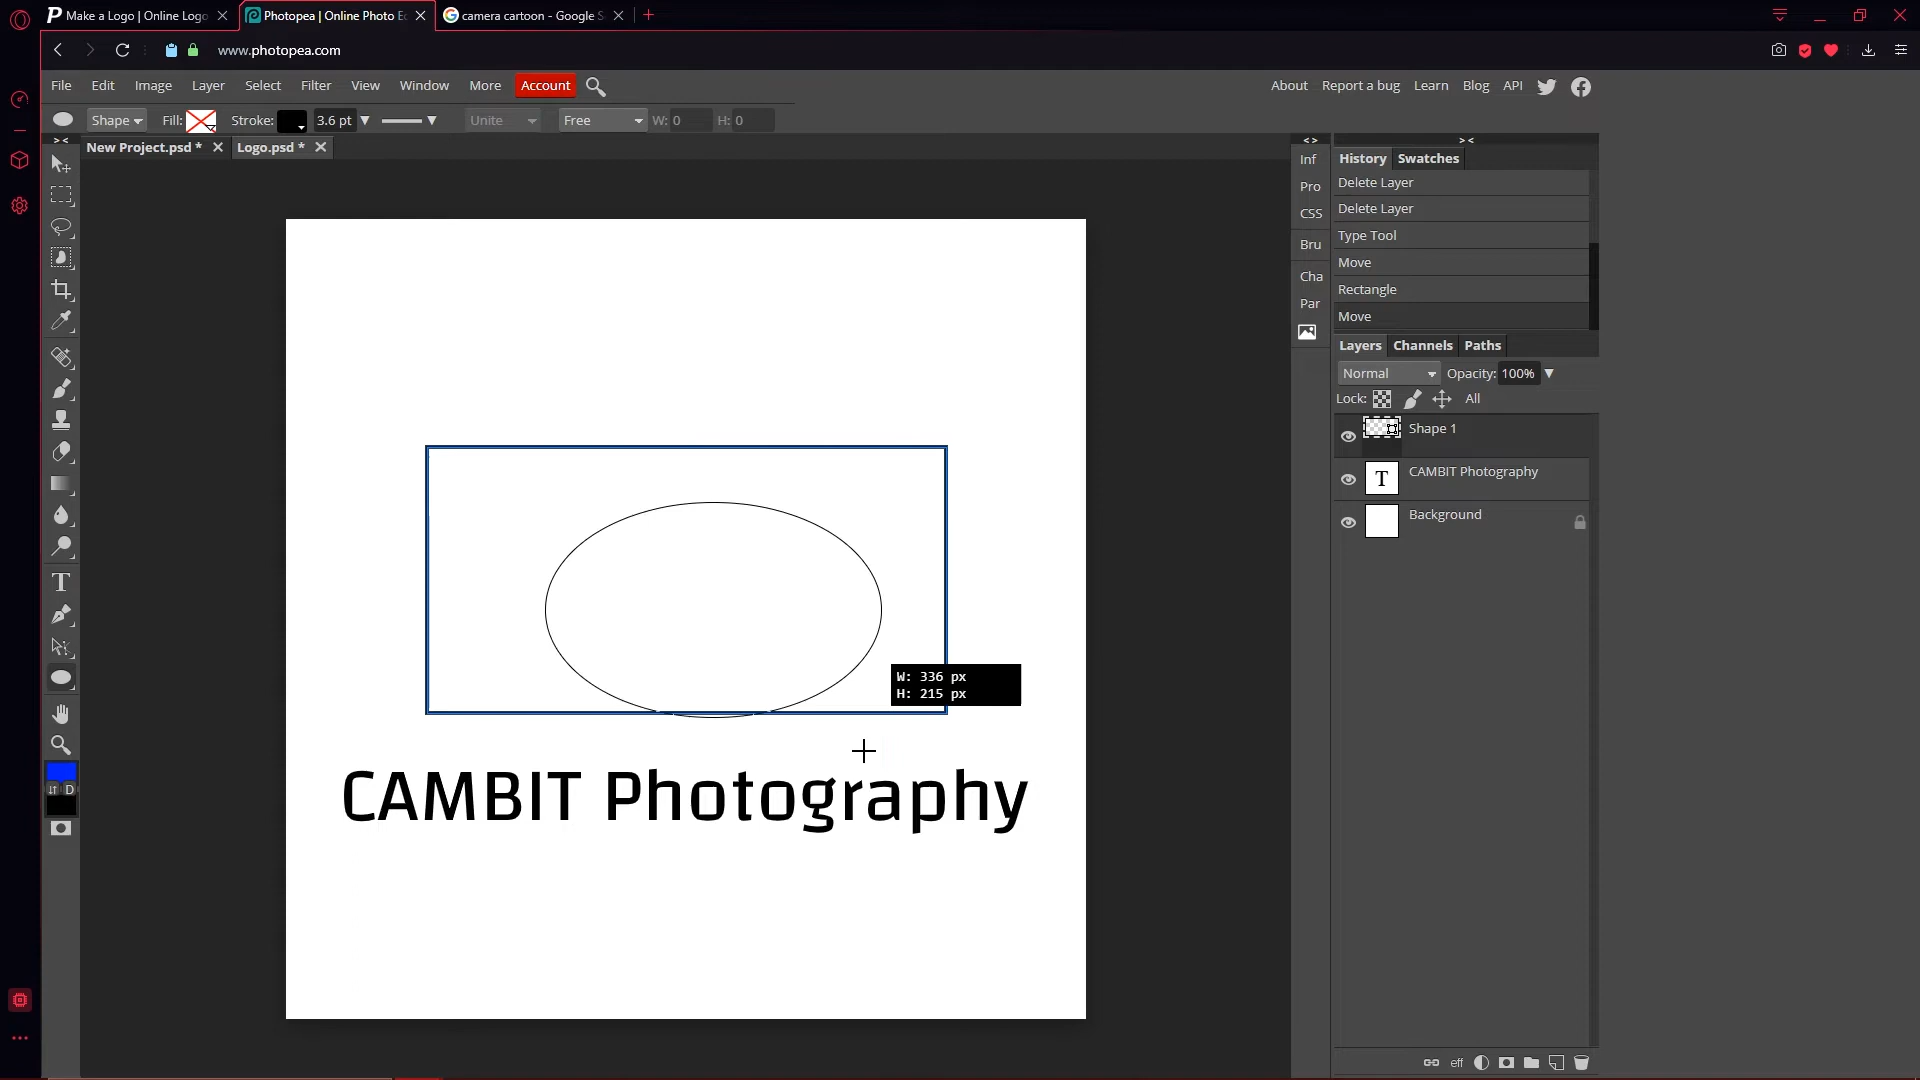 Make a Logo | Online Logo
Photopea | Online Photo E
camera cartoon - Google S
www.photopea.com
File Edit Image Layer Select Filter View Window More Account
About Report a bug Learn Blog API
Shape Fill: Stroke: 3.6 pt Unite Free W: 0 H: 0
New Project.psd * Logo.psd *
Inf
Pro
CSS
Bru
Cha
Par
History Swatches
Delete Layer
Delete Layer
Type Tool
Move
Rectangle
Move
Layers Channels Paths
Normal Opacity: 100%
Lock: All
Shape 1
T CAMBIT Photography
Background
T
D
W: 336 px
H: 215 px
CAMBIT Photography
eff